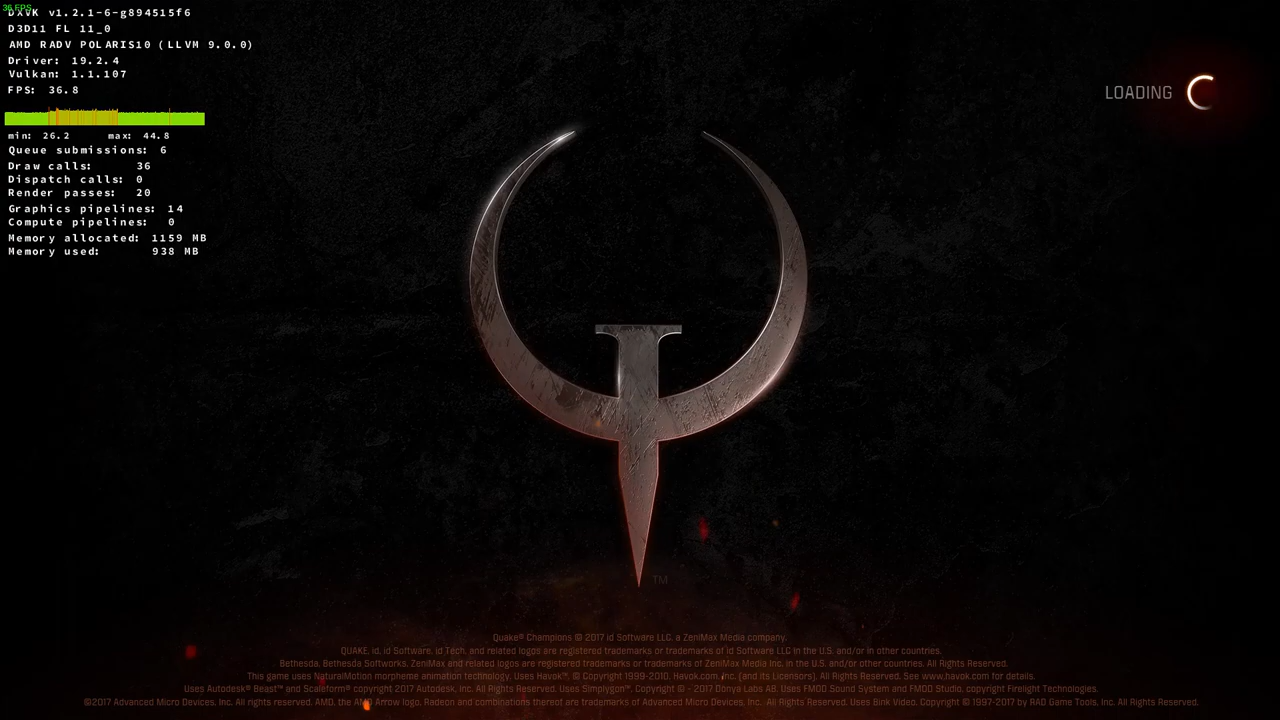 36 FPS
DXVK v1.2.1-6-g894515f6
D3D11 FL 11_0
AMD RADV POLARIS10 (LLVM 9.0.0)
Driver: 19.2.4
Vulkan: 1.1.107
FPS: 36.8
min: 26.2 max: 44.8
Queue submissions: 6
Draw calls: 36
Dispatch calls: 0
Render passes: 20
Graphics pipelines: 14
Compute pipelines: 0
Memory allocated: 1159 MB
Memory used: 938 MB
LOADING
TM
Quake® Champions © 2017 id Software LLC, a ZeniMax Media company.
QUAKE, id, id Software, id Tech, and related logos are registered trademarks or trademarks of id Software LLC in the U.S. and/or in other countries.
Bethesda, Bethesda Softworks, ZeniMax and related logos are registered trademarks or trademarks of ZeniMax Media Inc. in the U.S. and/or other countries. All Rights Reserved.
This game uses NaturalMotion morpheme animation technology. Uses Havok™. © Copyright 1999-2010. Havok.com, Inc. (and its Licensors). All Rights Reserved. See www.havok.com for details.
Uses Autodesk® Beast™ and Scaleform® copyright 2017 Autodesk, Inc. All Rights Reserved. Uses Simplygon™, Copyright © - 2017 Donya Labs AB. Uses FMOD Sound System and FMOD Studio, copyright Firelight Technologies.
©2017 Advanced Micro Devices, Inc. All rights reserved. AMD, the AMD Arrow logo, Radeon and combinations thereof are trademarks of Advanced Micro Devices, Inc. All Rights Reserved. Uses Bink Video. Copyright © 1997-2017 by RAD Game Tools, Inc. All Rights Reserved.